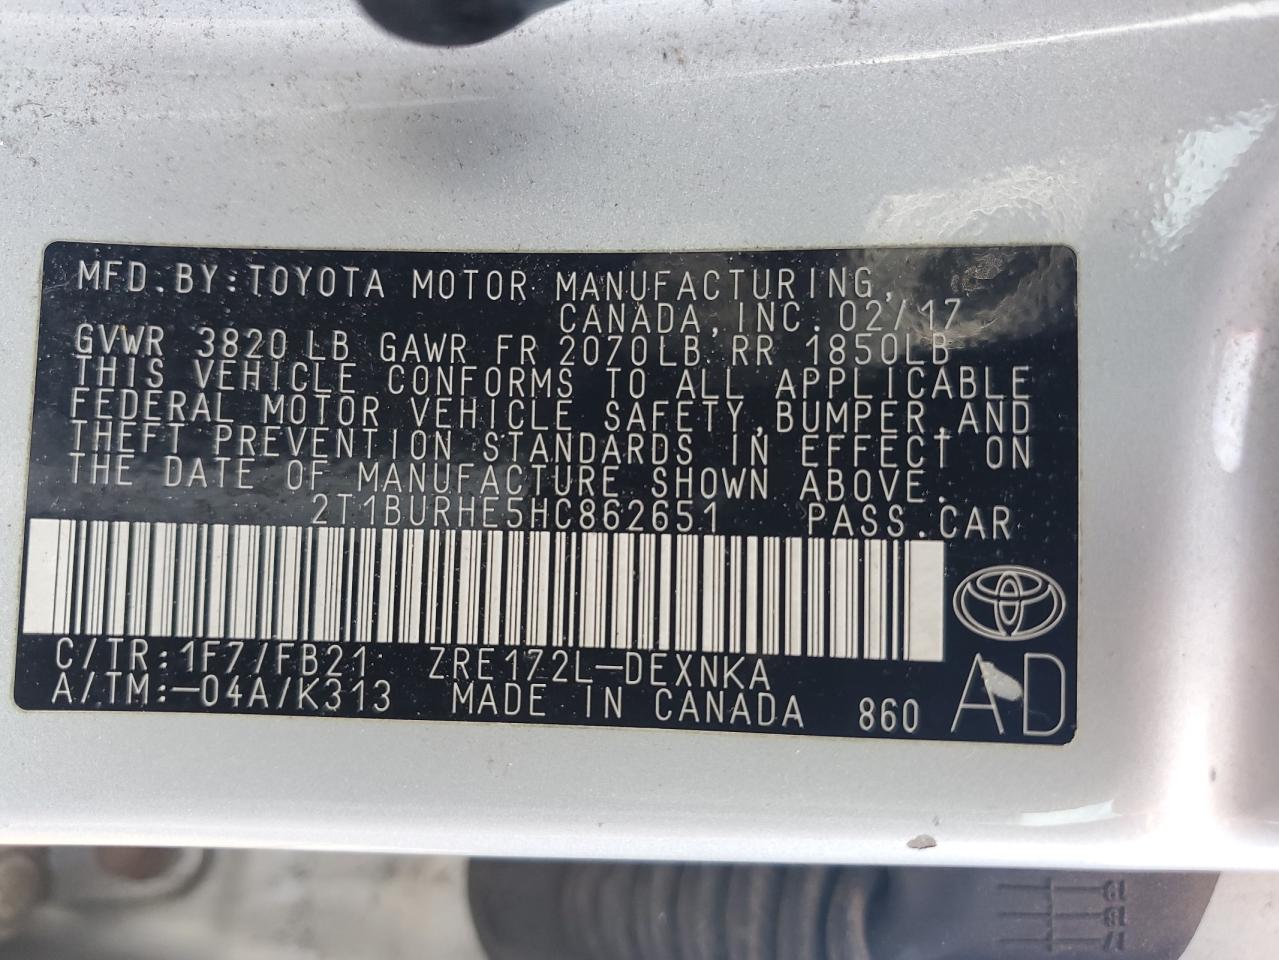 MFD.BY:TOYOTA MOTOR MANUFACTURING,
CANADA,INC. 02/17
GVWR 3820 LB GAWR FR 2070LB RR 1850LB
THIS VEHICLE CONFORMS TO ALL APPLICABLE
FEDERAL MOTOR VEHICLE SAFETY,BUMPER,AND
THEFT PREVENTION STANDARDS IN EFFECT ON
THE DATE OF MANUFACTURE SHOWN ABOVE.
2T1BURHE5HC862651 PASS.CAR
C/TR:1F7/FB21 ZRE172L-DEXNKA
A/TM:-04A/K313 MADE IN CANADA 860 AD